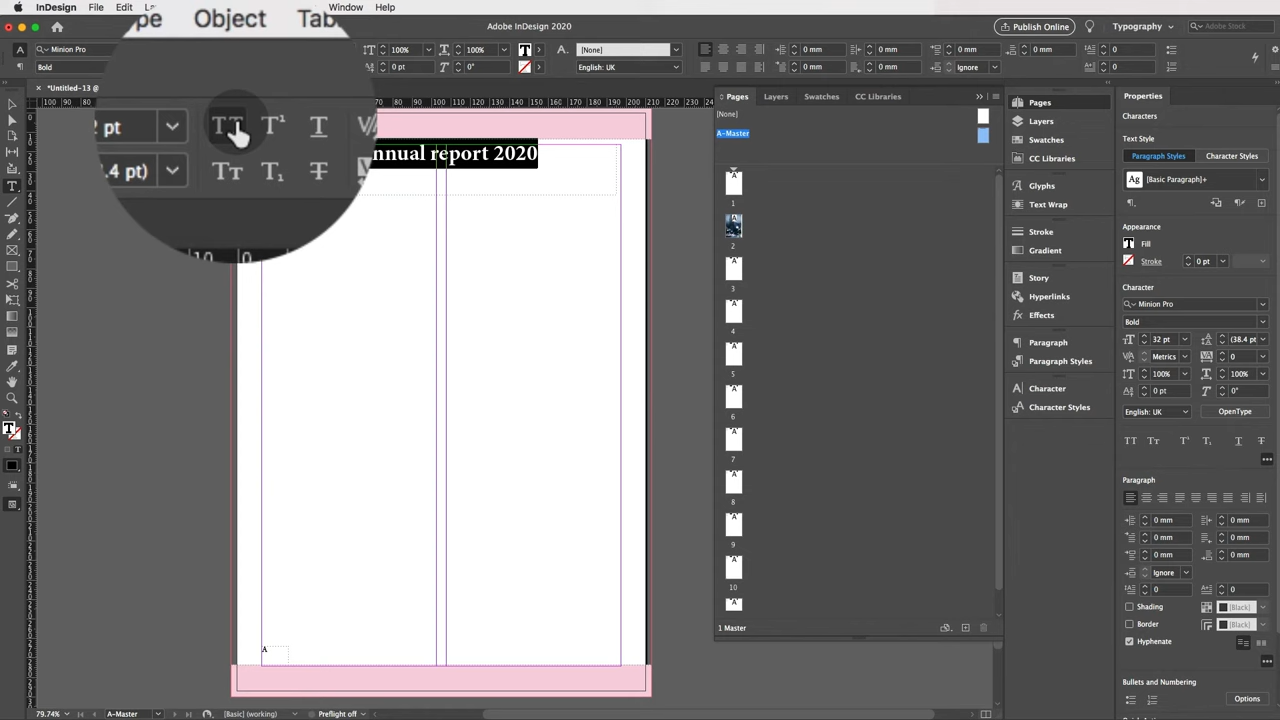 InDesign File Edit Window Help
Object
Adobe InDesign 2020
Publish Online
Typography
Adobe Stock
Minion Pro
Bold
100%
100%
0 pt
0°
[None]
English: UK
0 mm
0 mm
0 mm
0 mm
0 mm
Ignore
0
0
*Untitled-13 @
2 pt
.4 pt)
nnual report 2020
A
Pages Layers Swatches CC Libraries
[None]
A-Master
1
2
3
4
5
6
7
8
9
10
1 Master
Pages
Layers
Swatches
CC Libraries
Glyphs
Text Wrap
Stroke
Gradient
Story
Hyperlinks
Effects
Paragraph
Paragraph Styles
Character
Character Styles
Properties
Characters
Text Style
Paragraph Styles Character Styles
Ag [Basic Paragraph]+
Appearance
Fill
Stroke 0 pt
Character
Minion Pro
Bold
32 pt (38.4 pt
Metrics 0
100% 100%
0 pt 0°
English: UK OpenType
Paragraph
0 mm 0 mm
0 mm 0 mm
0 mm 0 mm
Ignore
0 0
Shading [Black]
Border [Black]
Hyphenate
Bullets and Numbering
Options
79.74% A-Master [Basic] (working) Preflight off